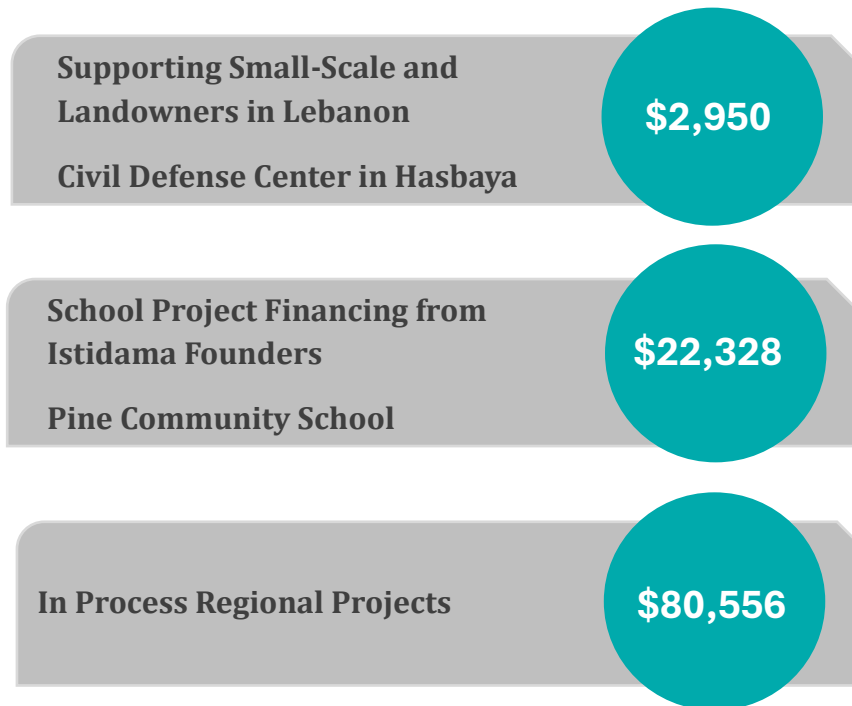 Supporting Small-Scale and
Landowners in Lebanon
Civil Defense Center in Hasbaya
$2,950
School Project Financing from
Istidama Founders
Pine Community School
$22,328
In Process Regional Projects
$80,556